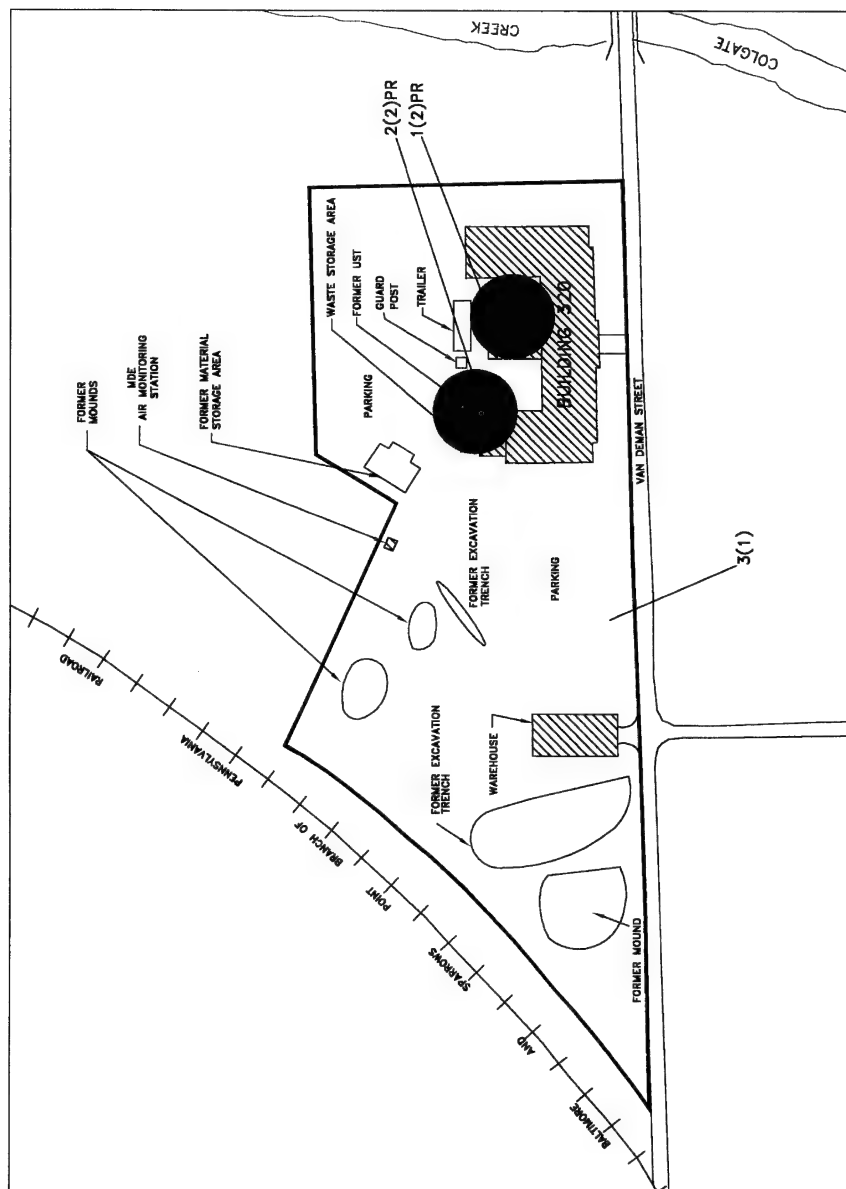 CREEK
COLGATE
2(2)PR
1(2)PR
WASTE STORAGE AREA
FORMER UST
GUARD
POST
TRAILER
BUILDING 320
VAN DEMAN STREET
PARKING
FORMER
MOUNDS
MDE
AIR MONITORING
STATION
FORMER MATERIAL
STORAGE AREA
FORMER EXCAVATION
TRENCH
PARKING
3(1)
WAREHOUSE
FORMER EXCAVATION
TRENCH
FORMER MOUND
BALTIMORE
AND
SPARROWS
POINT
BRANCH OF
PENNSYLVANIA
RAILROAD